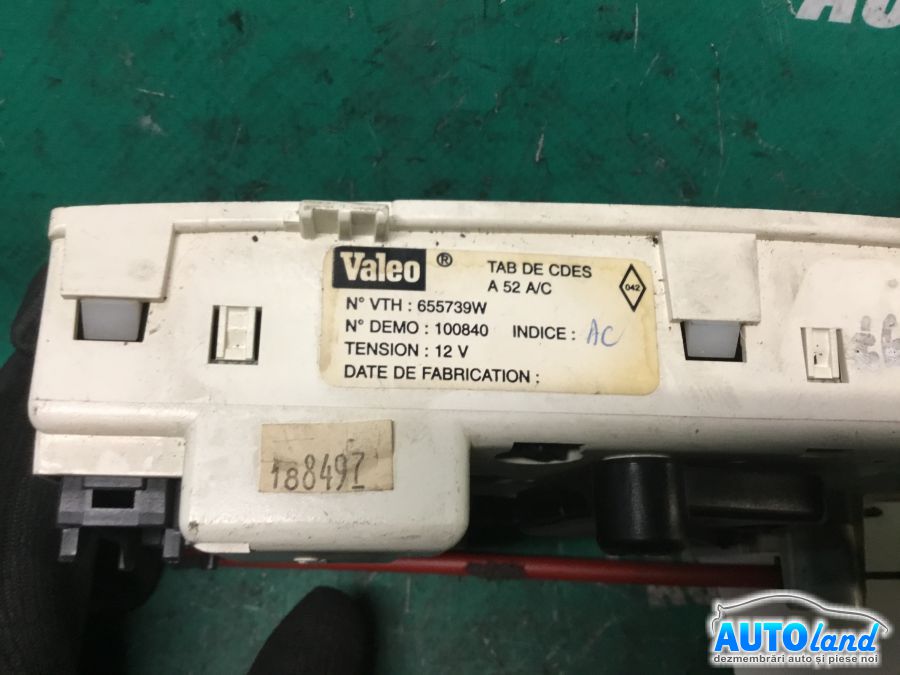 Valeo ® TAB DE CDES
A 52 A/C
042
N° VTH : 655739W
N° DEMO : 100840 INDICE : AC
TENSION : 12 V
DATE DE FABRICATION :
188497
AUTOland
dezmembrări auto și piese noi